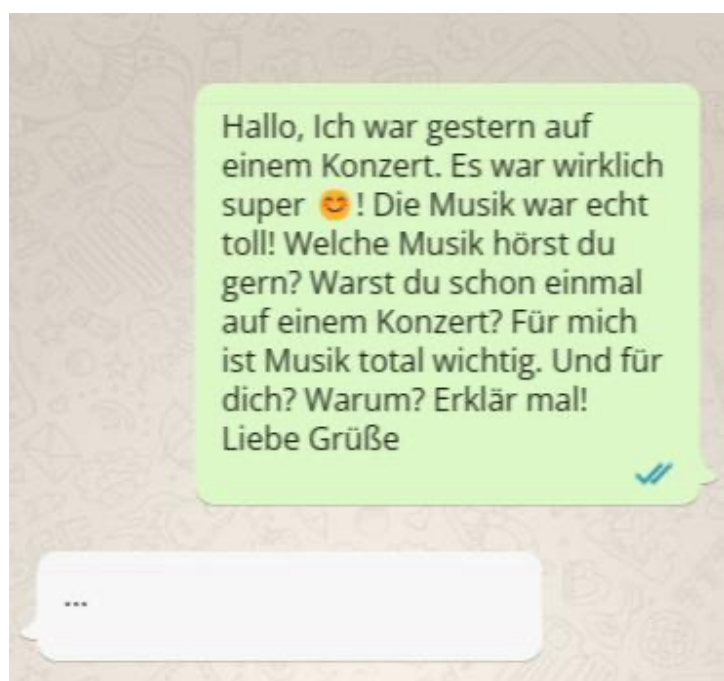 Hallo, Ich war gestern auf
einem Konzert. Es war wirklich
super 😊! Die Musik war echt
toll! Welche Musik hörst du
gern? Warst du schon einmal
auf einem Konzert? Für mich
ist Musik total wichtig. Und für
dich? Warum? Erklär mal!
Liebe Grüße
...